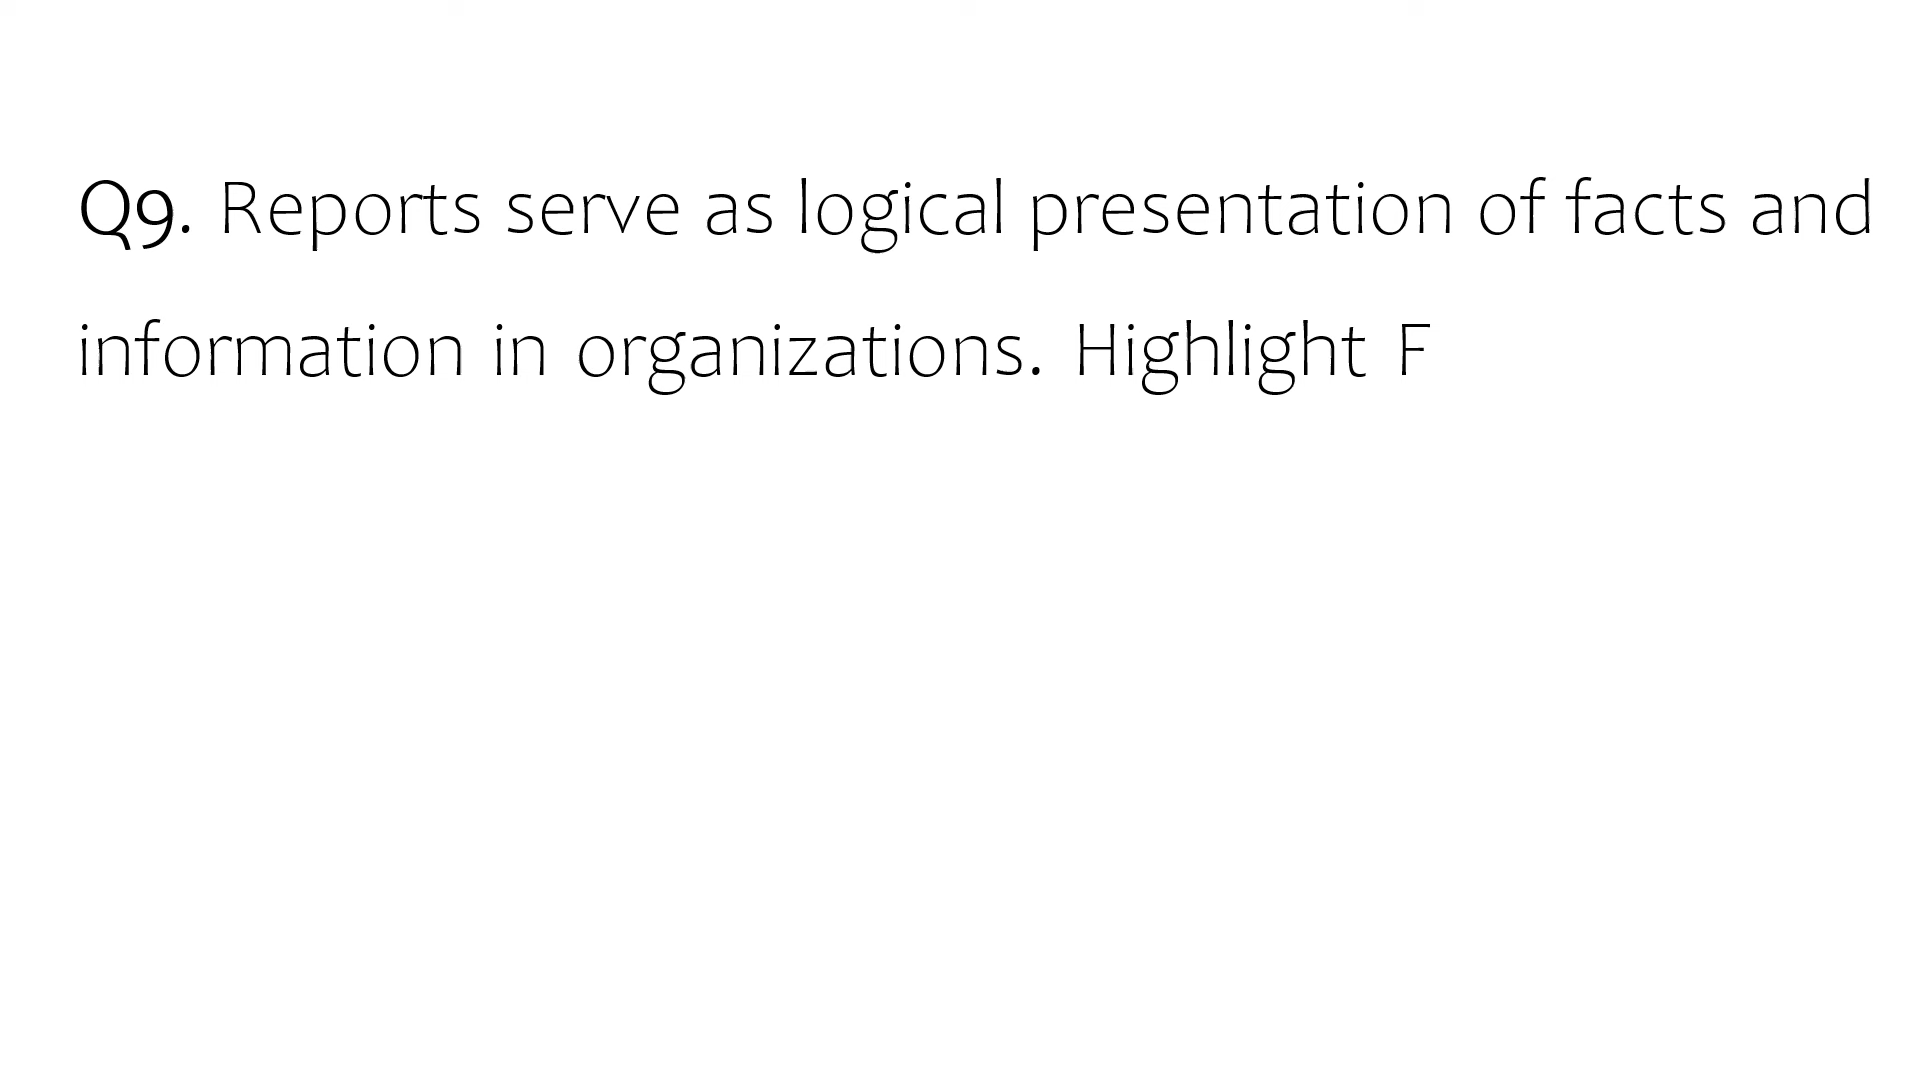 Q9. Reports serve as logical presentation of facts and
information in organizations. Highlight F